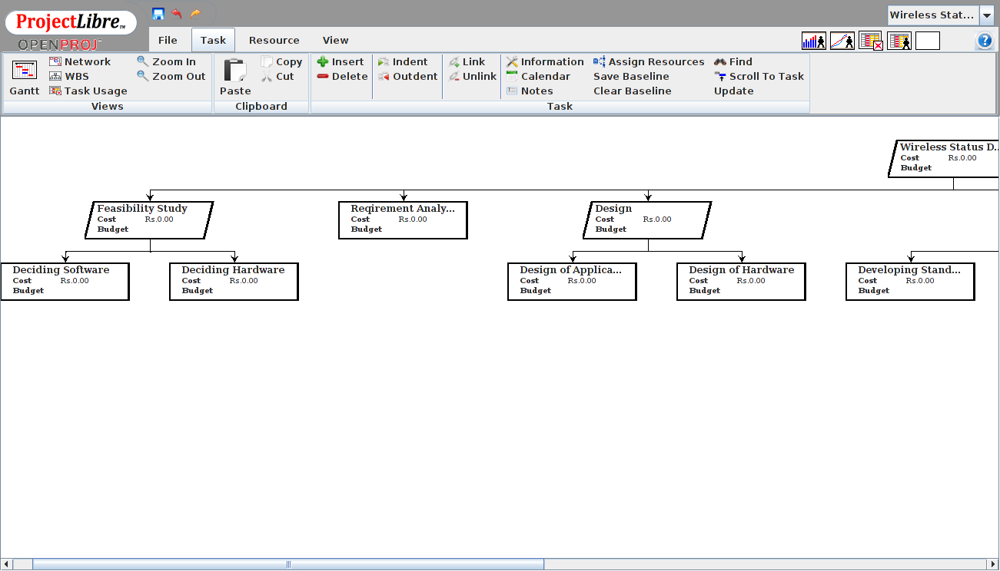 ProjectLibre™
OPENPROJ
Wireless Stat...
File Task Resource View
Gantt
Network
WBS
Task Usage
Zoom In
Zoom Out
Views
Paste
Copy
Cut
Clipboard
Insert
Delete
Indent
Outdent
Link
Unlink
Information
Calendar
Notes
Assign Resources
Save Baseline
Clear Baseline
Find
Scroll To Task
Update
Task
Wireless Status D...
Cost Rs.0.00
Budget
Feasibility Study
Cost Rs.0.00
Budget
Reqirement Analy...
Cost Rs.0.00
Budget
Design
Cost Rs.0.00
Budget
Deciding Software
Cost Rs.0.00
Budget
Deciding Hardware
Cost Rs.0.00
Budget
Design of Applica...
Cost Rs.0.00
Budget
Design of Hardware
Cost Rs.0.00
Budget
Developing Stand...
Cost Rs.0.00
Budget